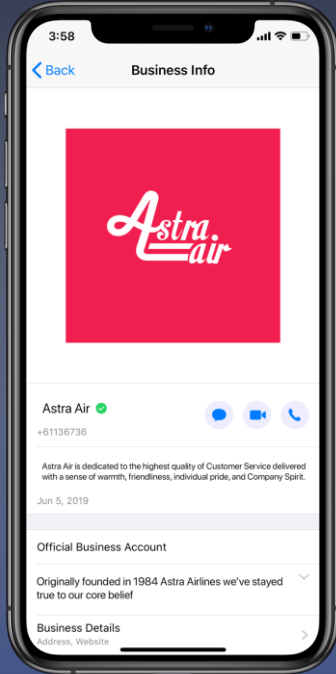 3:58
Back
Business Info
Astra
air
Astra Air
+61136736
Astra Air is dedicated to the highest quality of Customer Service delivered
with a sense of warmth, friendliness, individual pride, and Company Spirit.
Jun 5, 2019
Official Business Account
Originally founded in 1984 Astra Airlines we've stayed
true to our core belief
Business Details
Address, Website